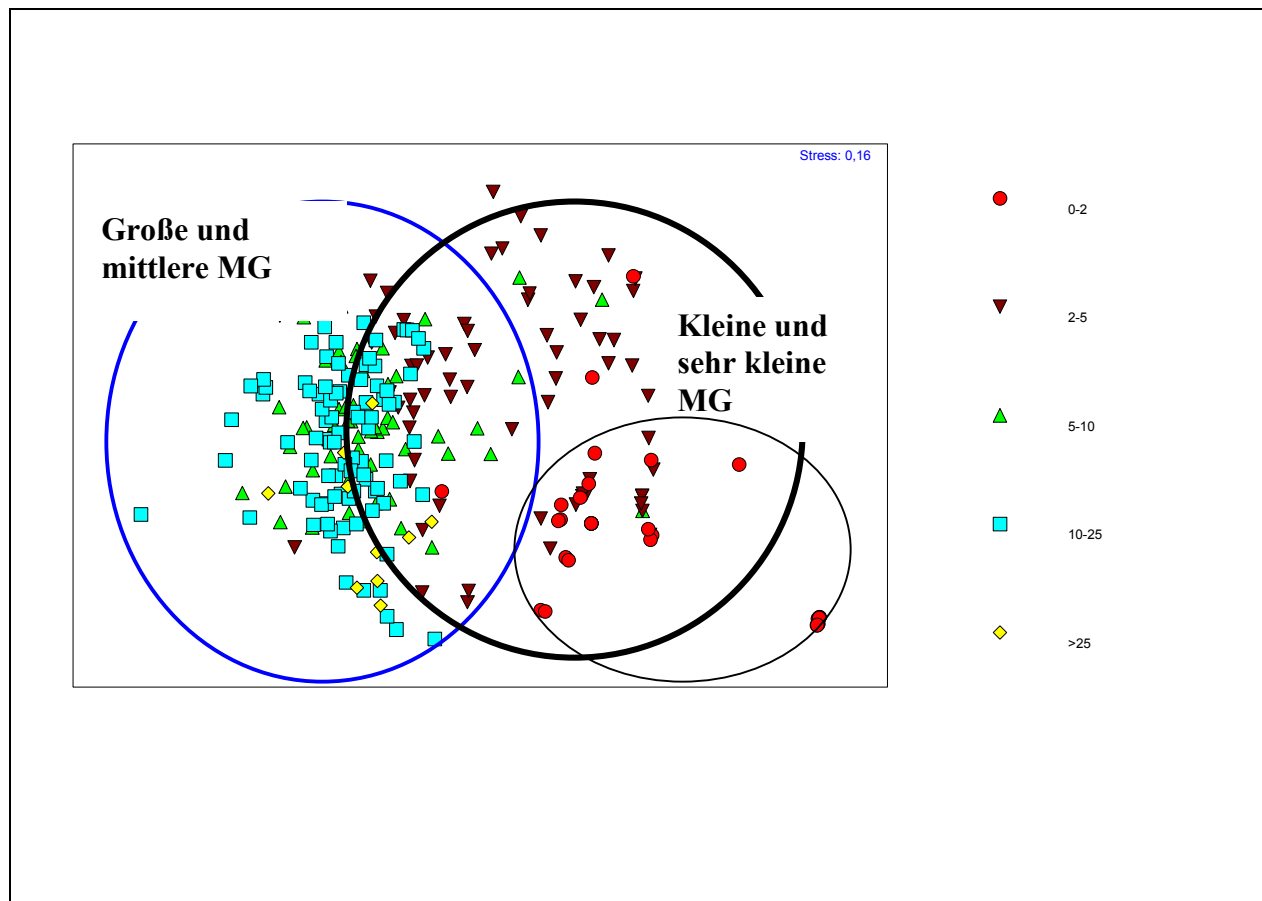 Stress: 0,16
Große und
mittlere MG
Kleine und
sehr kleine
MG
0-2
2-5
5-10
10-25
>25